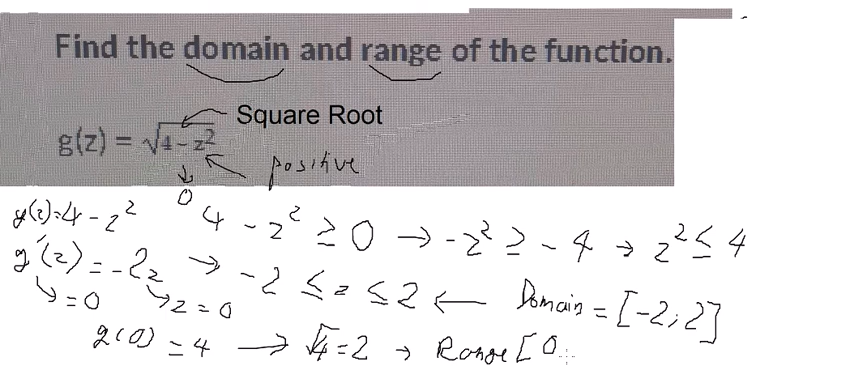 Find the domain and range of the function.
g(z) = √4 - z² Square Root
positive
0
g(z)=4-z² 4 - z² ≥ 0 → -z² ≥ -4 → z² ≤ 4
g'(z) = -2z → -2 ≤ z ≤ 2 ← Domain = [-2,2]
=0 z=0
g(0) = 4 → √4=2 → Range [0